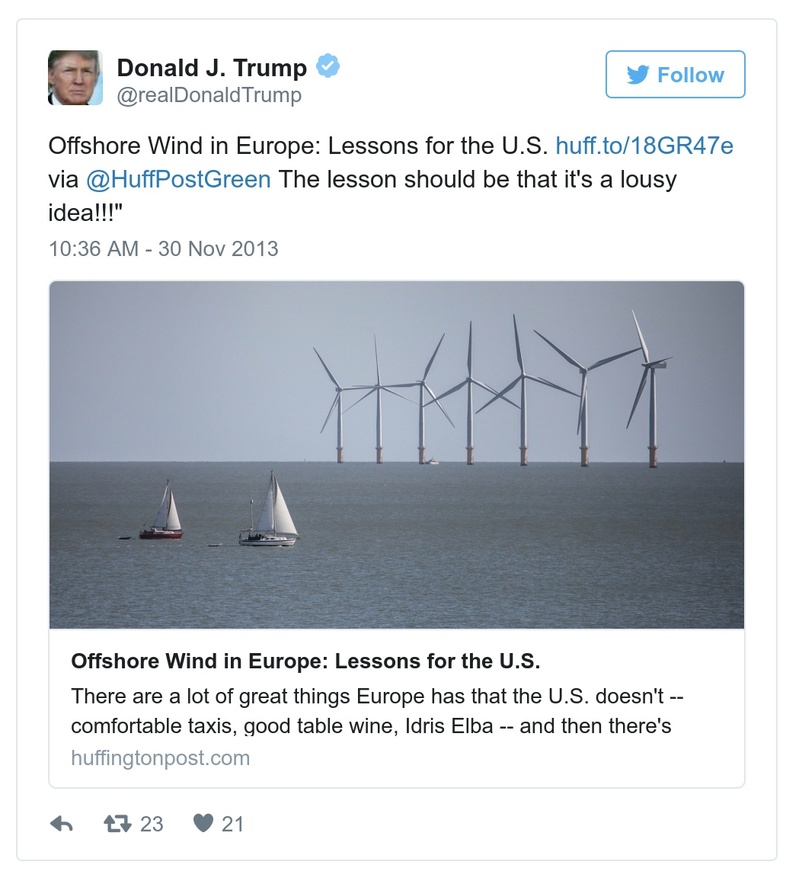 Donald J. Trump
@realDonaldTrump
Follow
Offshore Wind in Europe: Lessons for the U.S. huff.to/18GR47e
via @HuffPostGreen The lesson should be that it's a lousy
idea!!!"
10:36 AM - 30 Nov 2013
Offshore Wind in Europe: Lessons for the U.S.
There are a lot of great things Europe has that the U.S. doesn't --
comfortable taxis, good table wine, Idris Elba -- and then there's
huffingtonpost.com
23 21